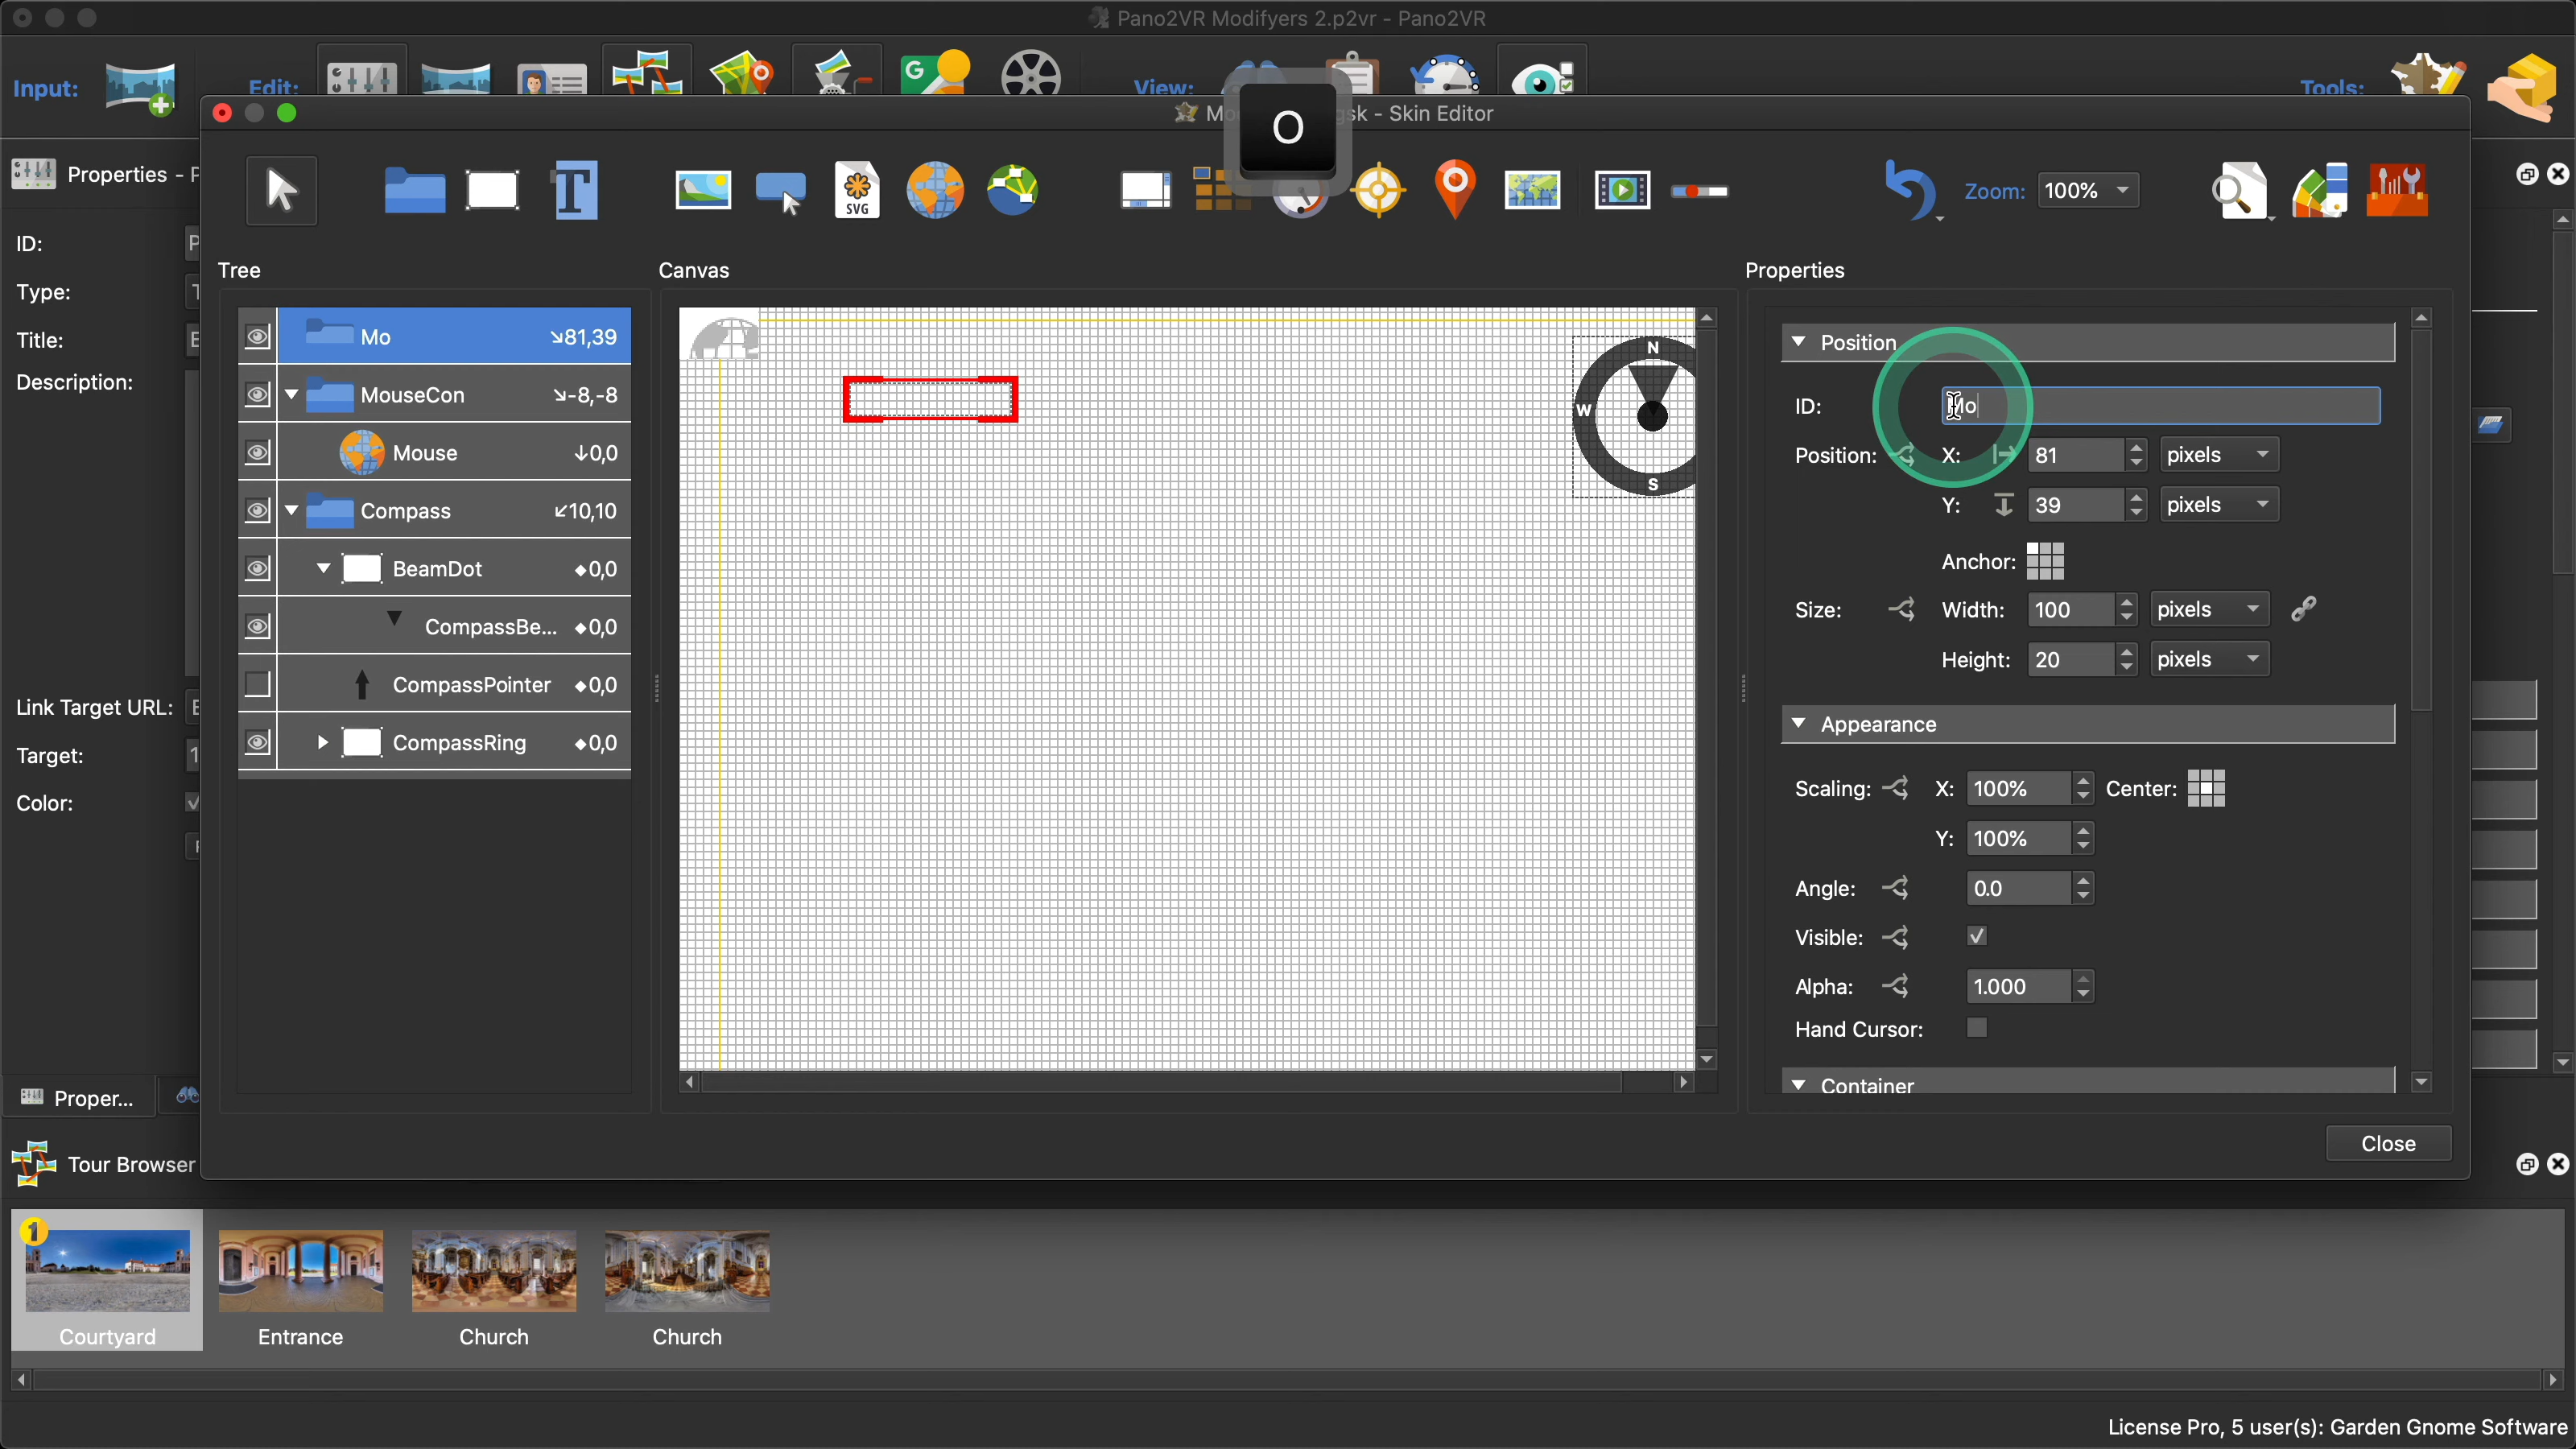 Pano2VR Modifyers 2.p2vr - Pano2VR
Input:
Edit:
G
View:
Tools:
O
- Skin Editor
T
SVG
Zoom: 100%
Properties -
ID:
Type:
Title:
Description:
Link Target URL:
Target:
Color:
Tree
Mo 81,39
MouseCon -8,-8
Mouse 0,0
Compass 10,10
BeamDot 0,0
CompassBe... 0,0
CompassPointer 0,0
CompassRing 0,0
Canvas
N
W
S
Properties
Position
ID: Mo
Position: X: 81 pixels
Y: 39 pixels
Anchor:
Size: Width: 100 pixels
Height: 20 pixels
Appearance
Scaling: X: 100% Center:
Y: 100%
Angle: 0.0
Visible:
Alpha: 1.000
Hand Cursor:
Container
Close
Proper...
Tour Browser
1
Courtyard
Entrance
Church
Church
License Pro, 5 user(s): Garden Gnome Software